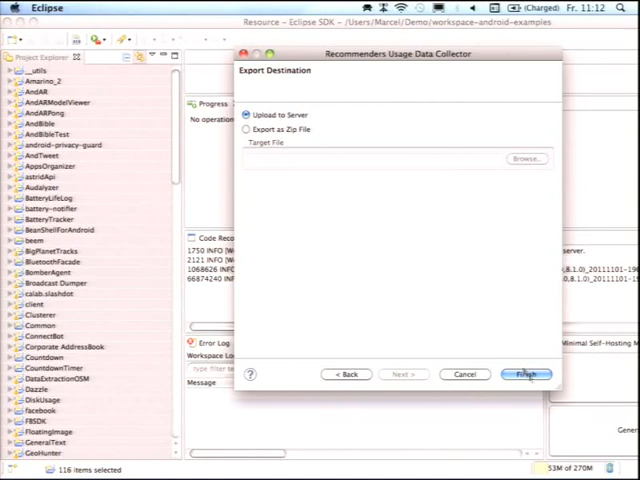 Eclipse
(Charged) Fr. 11:12
Resource - Eclipse SDK - /Users/Marcel/Demo/workspace-android-examples
Project Explorer
__utils
Amarino_2
AndAR
AndARModelViewer
AndARPong
AndBible
AndBibleTest
android-privacy-guard
AndTweet
AppsOrganizer
astridApi
Audalyzer
BatteryLifeLog
battery-notifier
BatteryTracker
BeanShellForAndroid
beem
BigPlanetTracks
BluetoothFacade
BomberAgent
Broadcast Dumper
calab.slashdot
client
Clusterer
Common
ConnectBot
Corporate AddressBook
Countdown
CountdownTimer
DataExtractionOSM
Dazzle
DiskUsage
facebook
FBSDK
FloatingImage
GeneralText
GeoHunter
116 items selected
Progress
No operatio
Code Reco
1750 INFO [W
2121 INFO [W
1068626 INFO
66874240 INF
Error Log
Workspace Lo
type filter te
Message
Recommenders Usage Data Collector
Export Destination
Upload to Server
Export as Zip File
Target File
Browse...
< Back
Next >
Cancel
Finish
server.
Minimal Self-Hosting M
Gener
53M of 270M